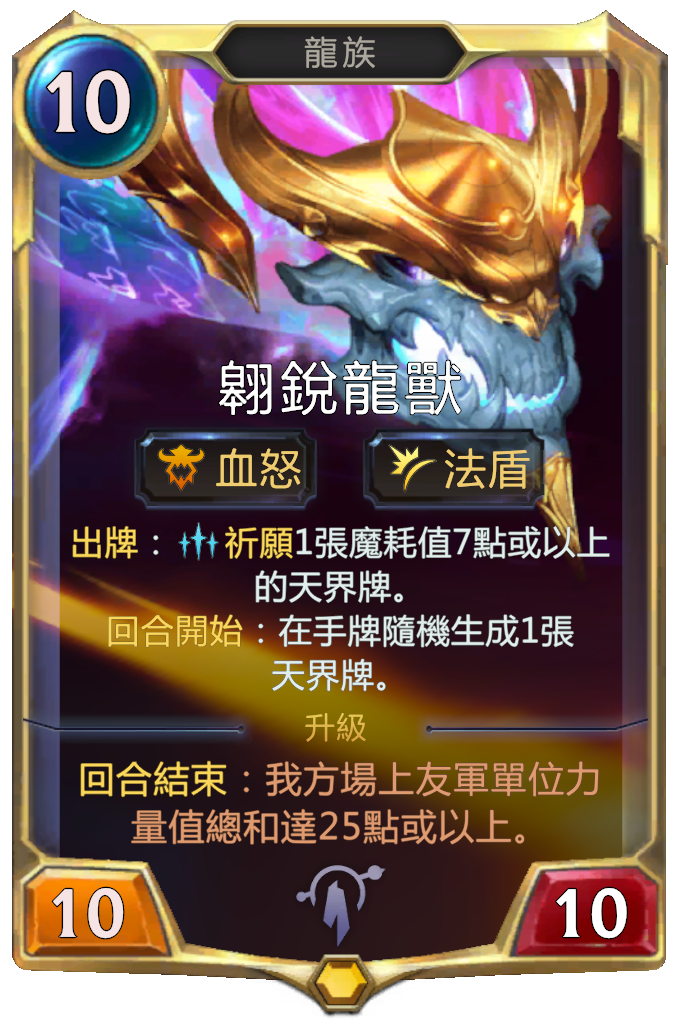 龍族
10
翱銳龍獸
血怒
法盾
出牌：祈願1張魔耗值7點或以上
的天界牌。
回合開始：在手牌隨機生成1張
天界牌。
升級
回合結束：我方場上友軍單位力
量值總和達25點或以上。
10
10